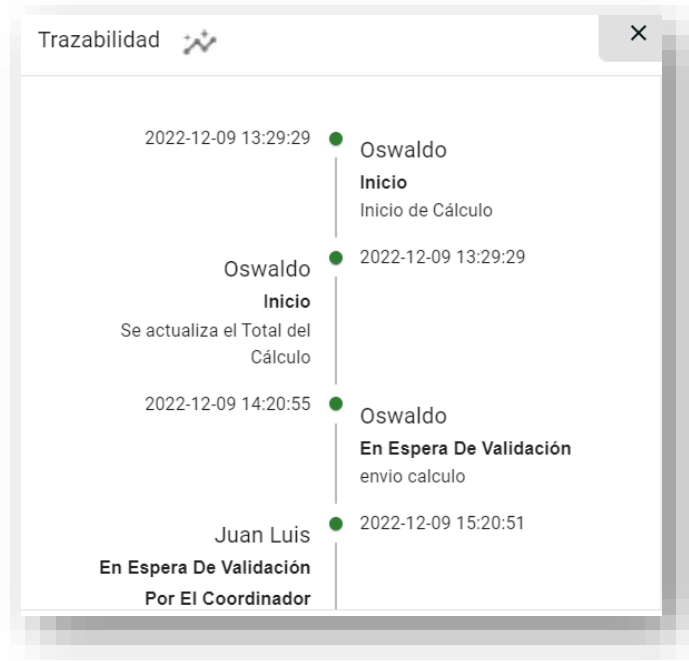 Trazabilidad
2022-12-09 13:29:29
Oswaldo
Inicio
Inicio de Cálculo
2022-12-09 13:29:29
Oswaldo
Inicio
Se actualiza el Total del
Cálculo
2022-12-09 14:20:55
Oswaldo
En Espera De Validación
envio calculo
2022-12-09 15:20:51
Juan Luis
En Espera De Validación
Por El Coordinador